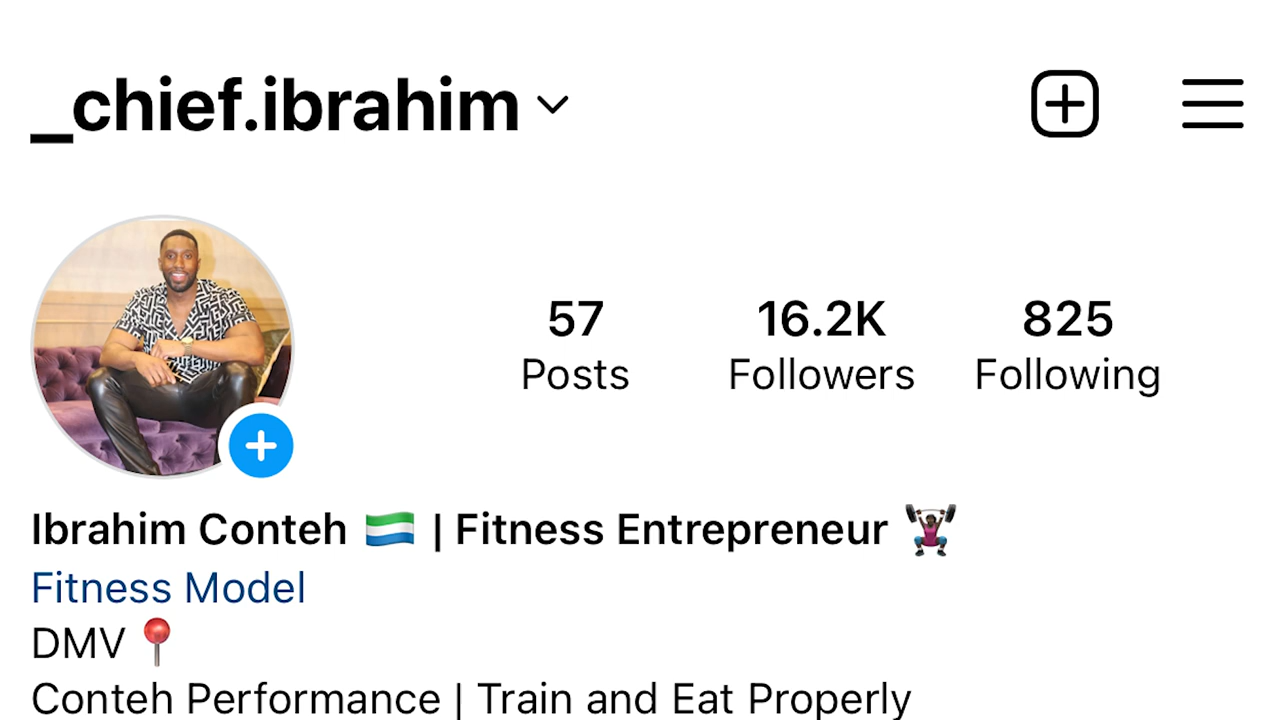 _chief.ibrahim
57 16.2K 825
Posts Followers Following
Ibrahim Conteh 🇸🇱 | Fitness Entrepreneur 🏋🏿‍♀️
Fitness Model
DMV 📍
Conteh Performance | Train and Eat Properly